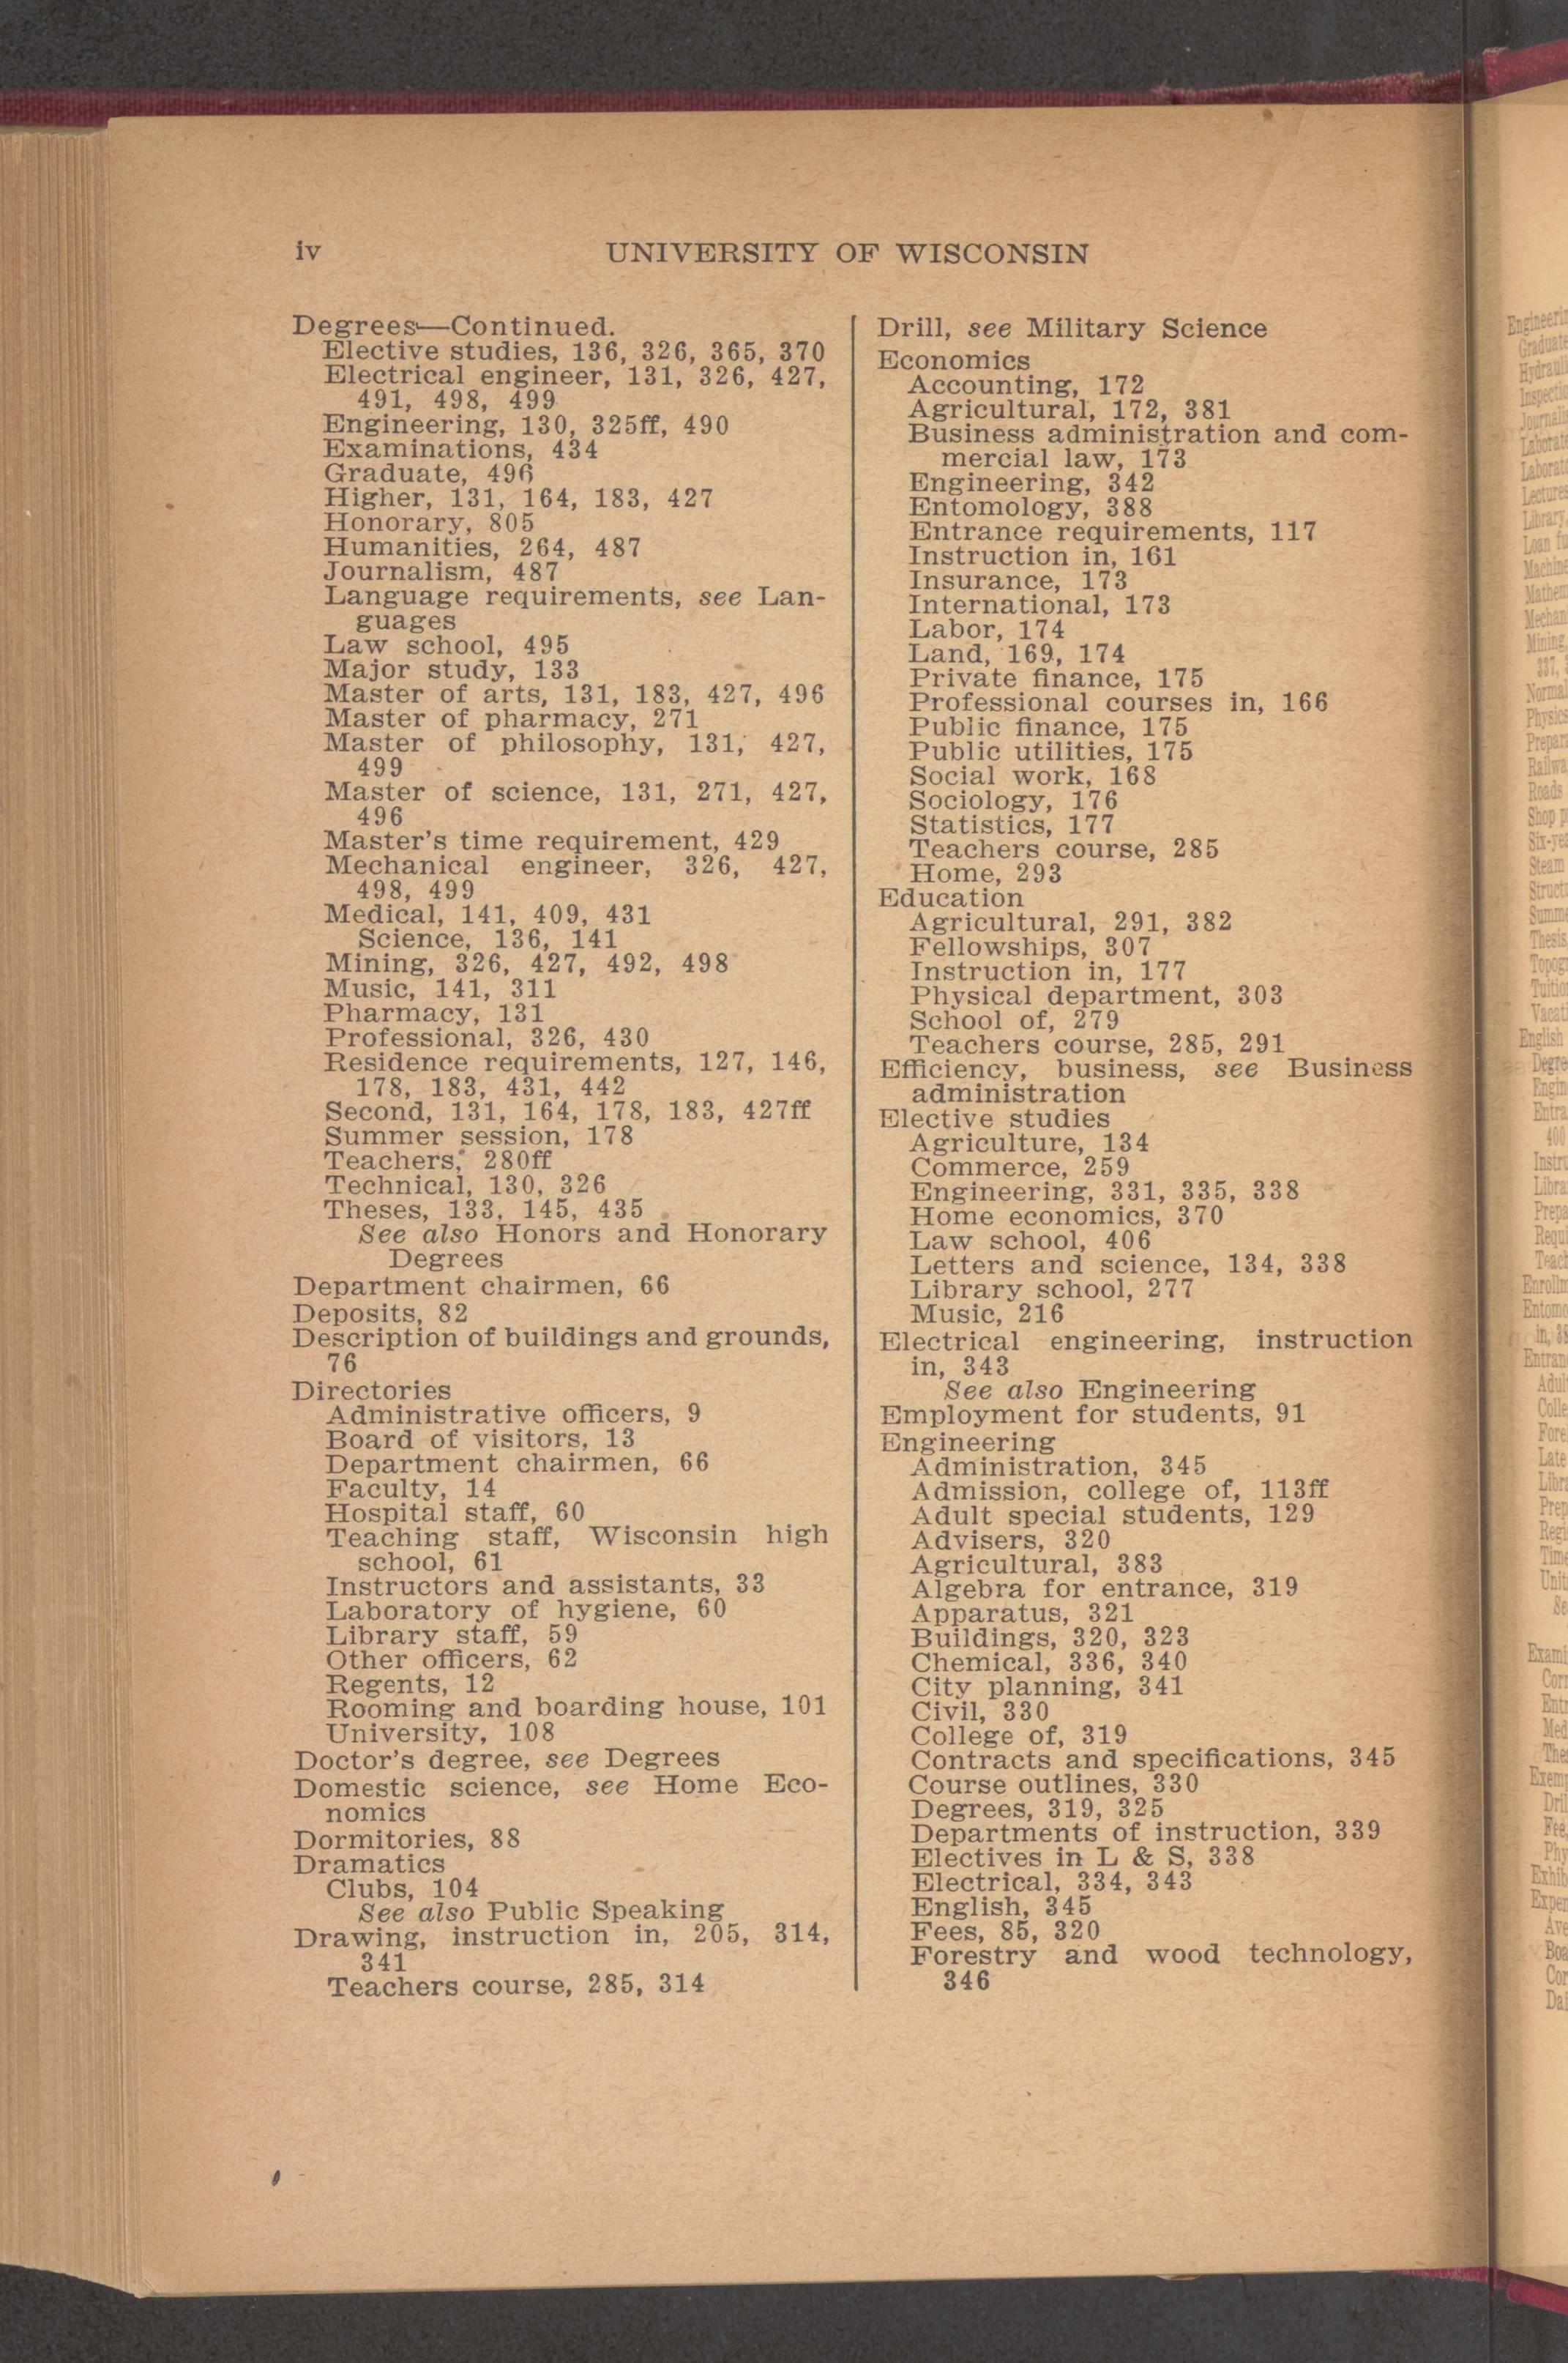 iv
UNIVERSITY OF WISCONSIN
Degrees—Continued.
Elective studies, 136, 326, 365, 370
Electrical engineer, 131, 326, 427,
491, 498, 499
Engineering, 130, 325ff, 490
Examinations, 434
Graduate, 496
Higher, 131, 164, 183, 427
Honorary, 805
Humanities, 264, 487
Journalism, 487
Language requirements, see Lan-
guages
Law school, 495
Major study, 133
Master of arts, 131, 183, 427, 496
Master of pharmacy, 271
Master of philosophy, 131, 427,
499
Master of science, 131, 271, 427,
496
Master's time requirement, 429
Mechanical engineer, 326, 427,
498, 499
Medical, 141, 409, 431
Science, 136, 141
Mining, 326, 427, 492, 498
Music, 141, 311
Pharmacy, 131
Professional, 326, 430
Residence requirements, 127, 146,
178, 183, 431, 442
Second, 131, 164, 178, 183, 427ff
Summer session, 178
Teachers, 280ff
Technical, 130, 326
Theses, 133, 145, 435
See also Honors and Honorary
Degrees
Department chairmen, 66
Deposits, 82
Description of buildings and grounds,
76
Directories
Administrative officers, 9
Board of visitors, 13
Department chairmen, 66
Faculty, 14
Hospital staff, 60
Teaching staff, Wisconsin high
school, 61
Instructors and assistants, 33
Laboratory of hygiene, 60
Library staff, 59
Other officers, 62
Regents, 12
Rooming and boarding house, 101
University, 108
Doctor's degree, see Degrees
Domestic science, see Home Eco-
nomics
Dormitories, 88
Dramatics
Clubs, 104
See also Public Speaking
Drawing, instruction in, 205, 314,
341
Teachers course, 285, 314
Drill, see Military Science
Economics
Accounting, 172
Agricultural, 172, 381
Business administration and com-
mercial law, 173
Engineering, 342
Entomology, 388
Entrance requirements, 117
Instruction in, 161
Insurance, 173
International, 173
Labor, 174
Land, 169, 174
Private finance, 175
Professional courses in, 166
Public finance, 175
Public utilities, 175
Social work, 168
Sociology, 176
Statistics, 177
Teachers course, 285
Home, 293
Education
Agricultural, 291, 382
Fellowships, 307
Instruction in, 177
Physical department, 303
School of, 279
Teachers course, 285, 291
Efficiency, business, see Business
administration
Elective studies
Agriculture, 134
Commerce, 259
Engineering, 331, 335, 338
Home economics, 370
Law school, 406
Letters and science, 134, 338
Library school, 277
Music, 216
Electrical engineering, instruction
in, 343
See also Engineering
Employment for students, 91
Engineering
Administration, 345
Admission, college of, 113ff
Adult special students, 129
Advisers, 320
Agricultural, 383
Algebra for entrance, 319
Apparatus, 321
Buildings, 320, 323
Chemical, 336, 340
City planning, 341
Civil, 330
College of, 319
Contracts and specifications, 345
Course outlines, 330
Degrees, 319, 325
Departments of instruction, 339
Electives in L & S, 338
Electrical, 334, 343
English, 345
Fees, 85, 320
Forestry and wood technology,
346